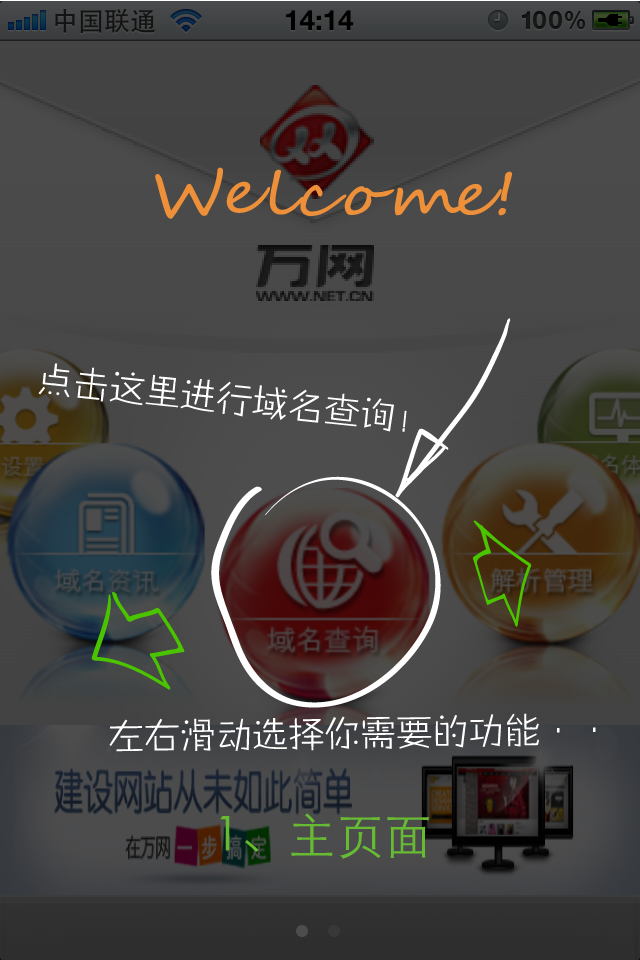 中国联通
14:14
100%
Welcome!
万网
WWW.NET.CN
点击这里进行域名查询!
设置
名体
域名资讯
解析管理
域名查询
左右滑动选择你需要的功能··
建设网站从未如此简单
在万网一步搞定
1、主页面